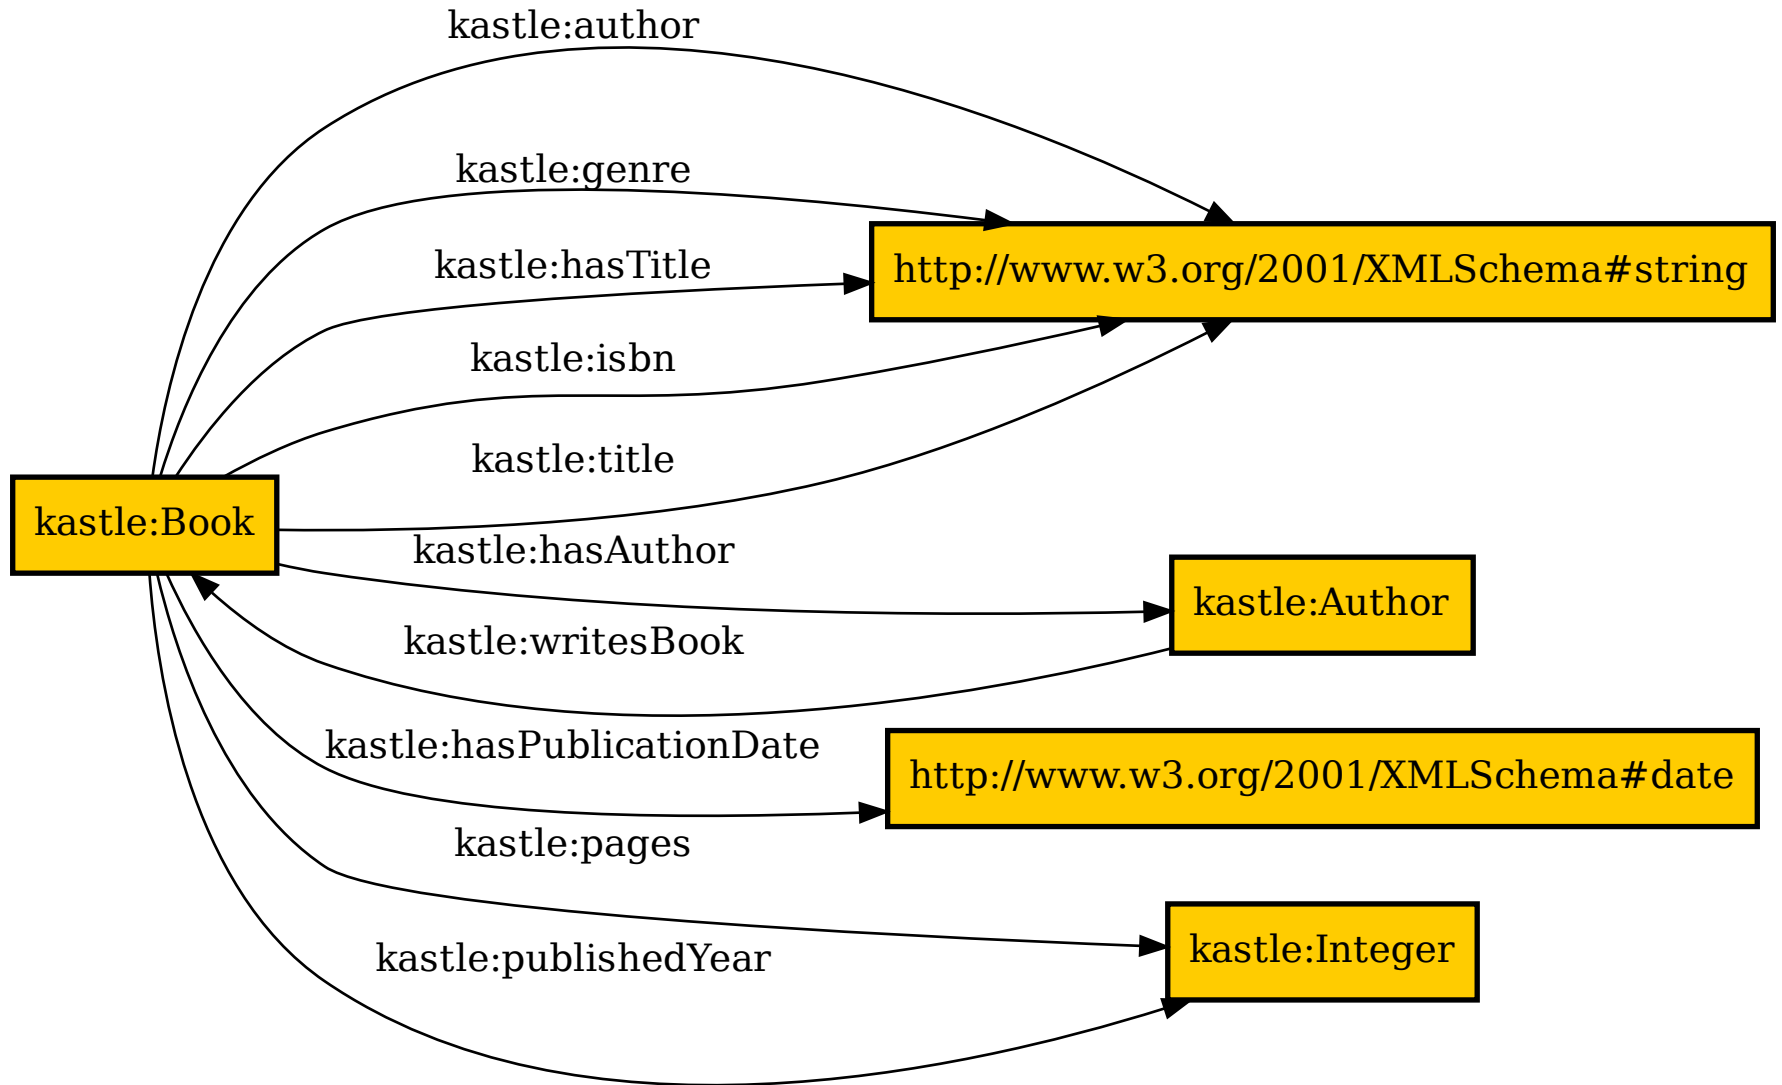 kastle:author
kastle:genre
kastle:hasTitle
http://www.w3.org/2001/XMLSchema#string
kastle:isbn
kastle:title
kastle:Book
kastle:hasAuthor
kastle:Author
kastle:writesBook
kastle:hasPublicationDate
http://www.w3.org/2001/XMLSchema#date
kastle:pages
kastle:Integer
kastle:publishedYear